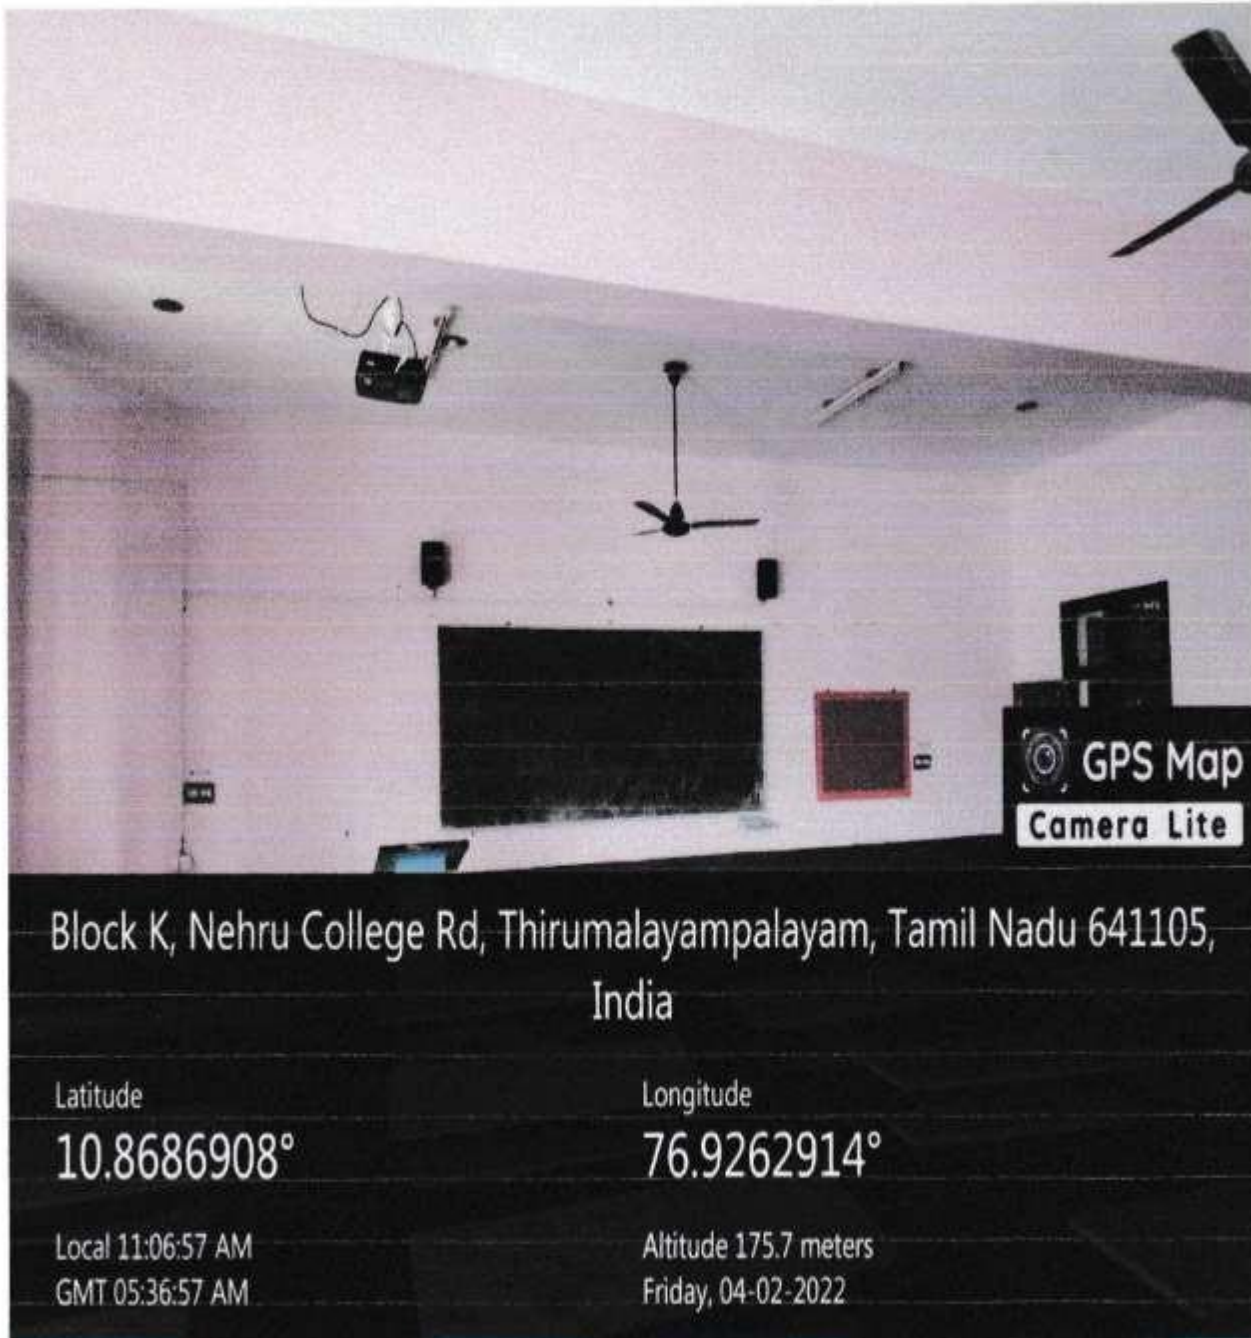 GPS Map
Camera Lite
Block K, Nehru College Rd, Thirumalayampalayam, Tamil Nadu 641105,
India
Latitude
Longitude
10.8686908°
76.9262914°
Local 11:06:57 AM
Altitude 175.7 meters
GMT 05:36:57 AM
Friday, 04-02-2022